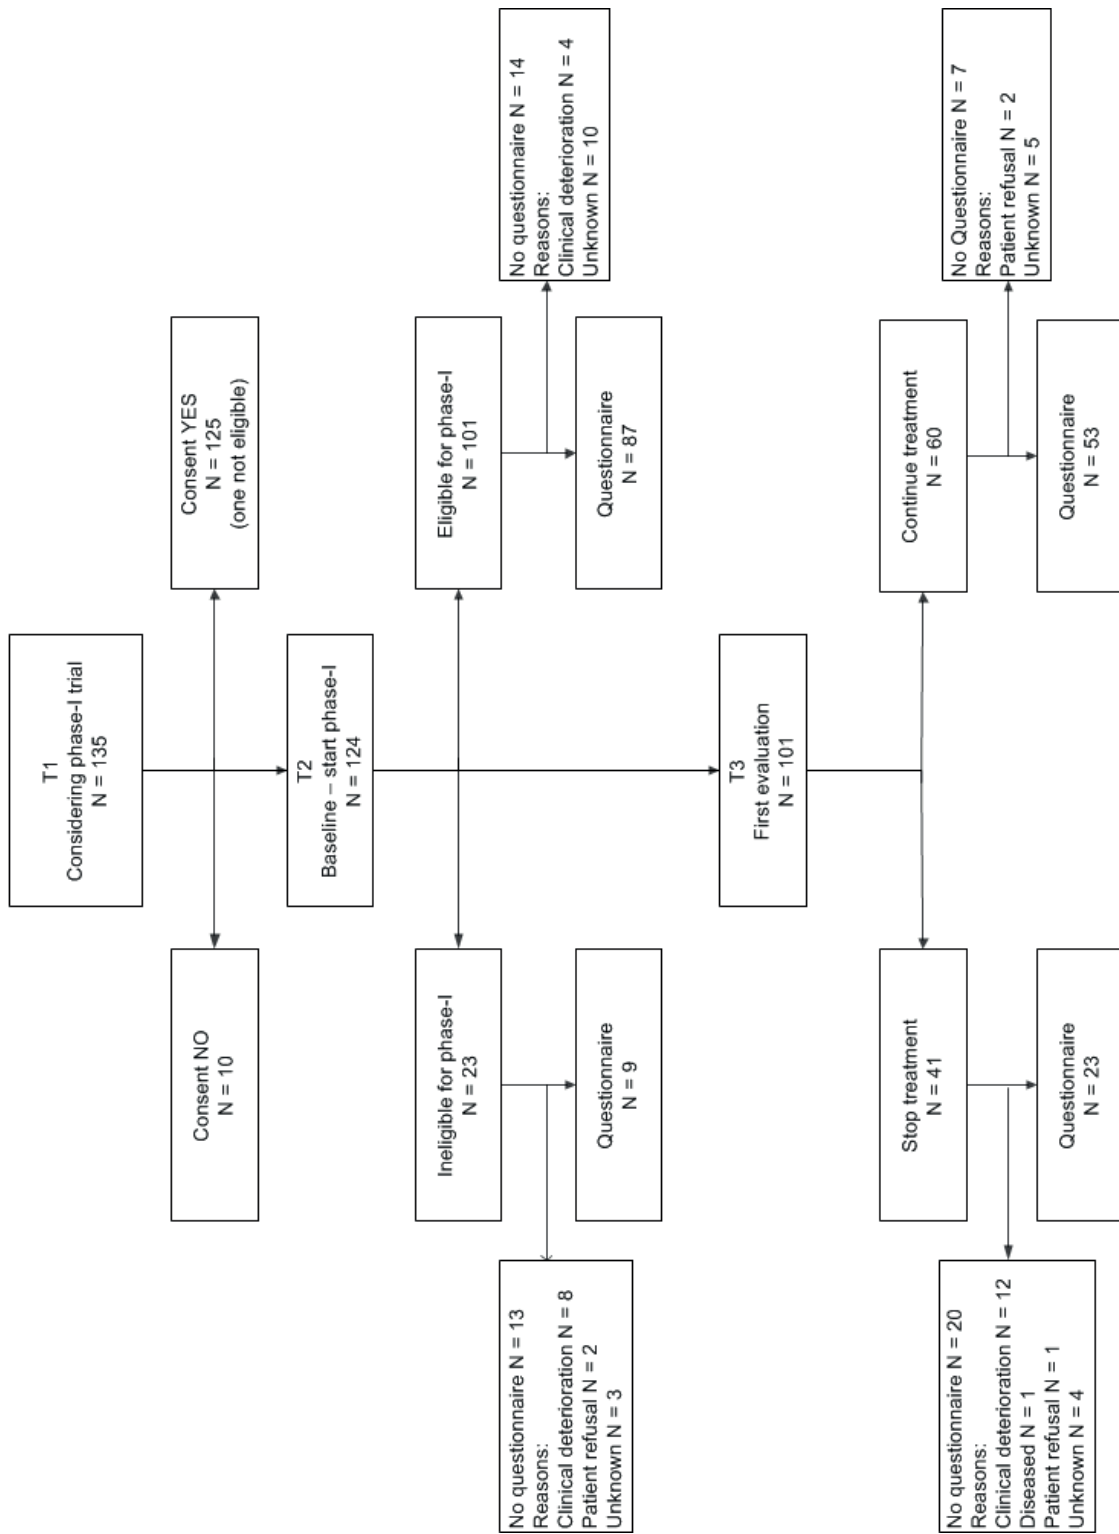 T1
Considering phase-I trial
N = 135
Consent NO
N = 10
Consent YES
N = 125
(one not eligible)
T2
Baseline – start phase-I
N = 124
Ineligible for phase-I
N = 23
Eligible for phase-I
N = 101
No questionnaire N = 13
Reasons:
Clinical deterioration N = 8
Patient refusal N = 2
Unknown N = 3
Questionnaire
N = 9
Questionnaire
N = 87
No questionnaire N = 14
Reasons:
Clinical deterioration N = 4
Unknown N = 10
T3
First evaluation
N = 101
Stop treatment
N = 41
Continue treatment
N = 60
No questionnaire N = 20
Reasons:
Clinical deterioration N = 12
Diseased N = 1
Patient refusal N = 1
Unknown N = 4
Questionnaire
N = 23
Questionnaire
N = 53
No Questionnaire N = 7
Reasons:
Patient refusal N = 2
Unknown N = 5